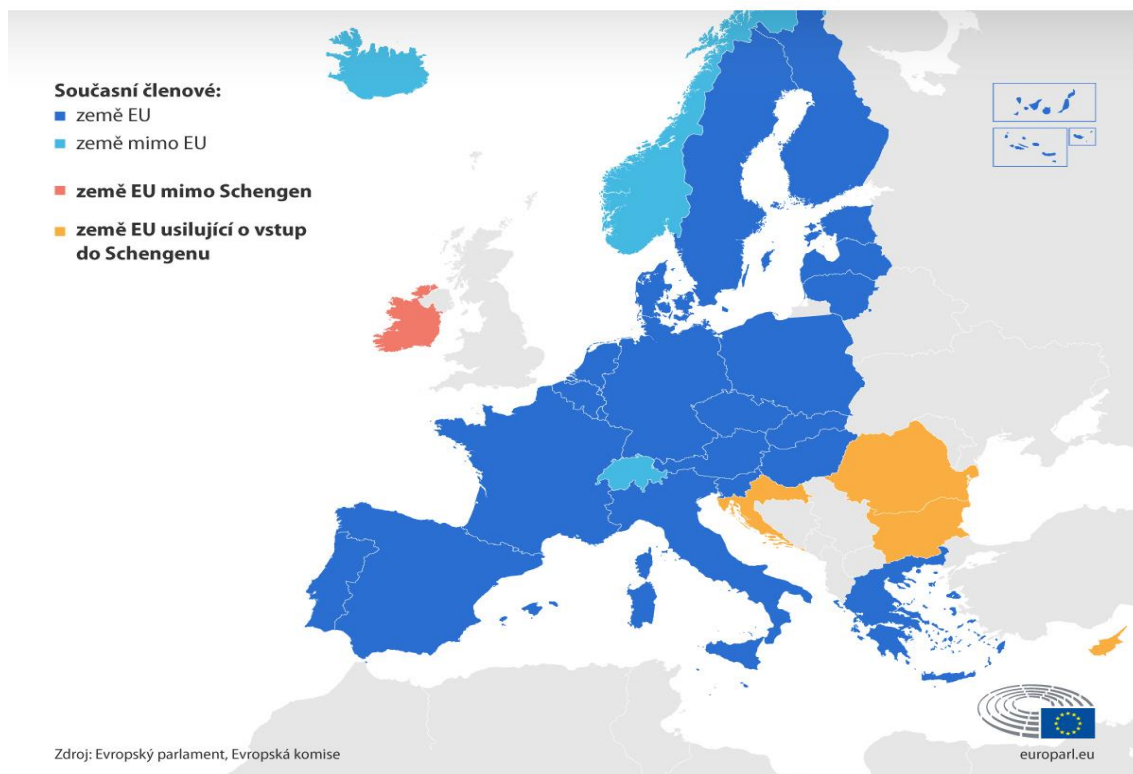 Současní členové:
země EU
země mimo EU
země EU mimo Schengen
země EU usilující o vstup
do Schengenu
Zdroj: Evropský parlament, Evropská komise
europarl.eu